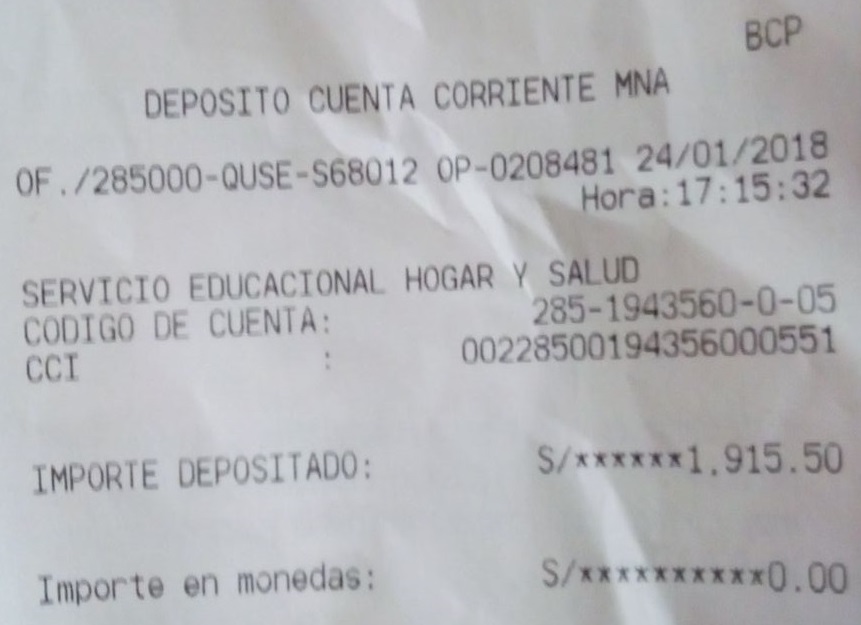 BCP
DEPOSITO CUENTA CORRIENTE MNA
OF./285000-QUSE-S68012 OP-0208481 24/01/2018
Hora:17:15:32
SERVICIO EDUCACIONAL HOGAR Y SALUD
CODIGO DE CUENTA: 285-1943560-0-05
CCI : 00228500194356000551
IMPORTE DEPOSITADO: S/******1,915.50
Importe en monedas: S/**********0.00